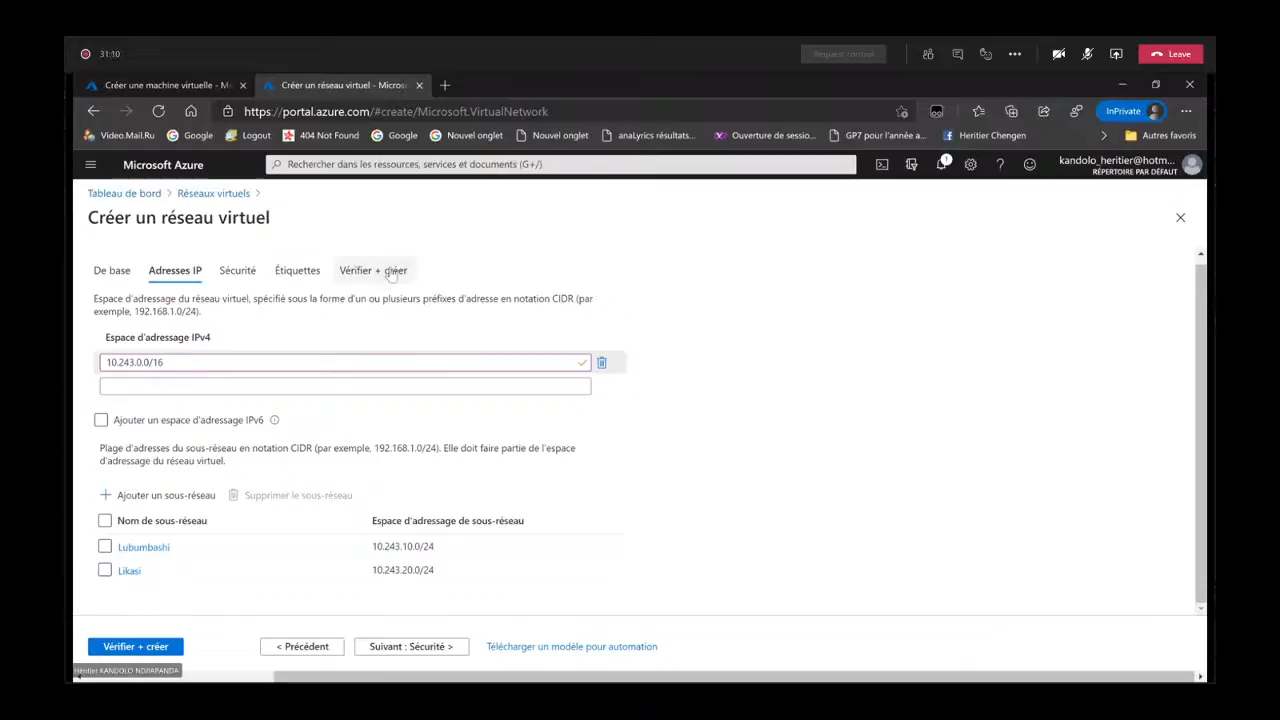 31:10
Request control
Leave
Créer une machine virtuelle - M
Créer un réseau virtuel - Micros
https://portal.azure.com/#create/Microsoft.VirtualNetwork
InPrivate
Video.Mail.Ru
Google
Logout
404 Not Found
Google
Nouvel onglet
Nouvel onglet
anaLyrics résultats...
Ouverture de sessio...
GP7 pour l'année a...
Heritier Chengen
Autres favoris
Microsoft Azure
Rechercher dans les ressources, services et documents (G+/)
1
kandolo_heritier@hotm...
RÉPERTOIRE PAR DÉFAUT
Tableau de bord > Réseaux virtuels >
Créer un réseau virtuel
De base
Adresses IP
Sécurité
Étiquettes
Vérifier + créer
Espace d'adressage du réseau virtuel, spécifié sous la forme d'un ou plusieurs préfixes d'adresse en notation CIDR (par
exemple, 192.168.1.0/24).
Espace d'adressage IPv4
10.243.0.0/16
Ajouter un espace d'adressage IPv6
Plage d'adresses du sous-réseau en notation CIDR (par exemple, 192.168.1.0/24). Elle doit faire partie de l'espace
d'adressage du réseau virtuel.
Ajouter un sous-réseau
Supprimer le sous-réseau
Nom de sous-réseau
Espace d'adressage de sous-réseau
Lubumbashi
10.243.10.0/24
Likasi
10.243.20.0/24
Vérifier + créer
< Précédent
Suivant : Sécurité >
Télécharger un modèle pour automation
Héritier KANDOLO NDJIAPANDA